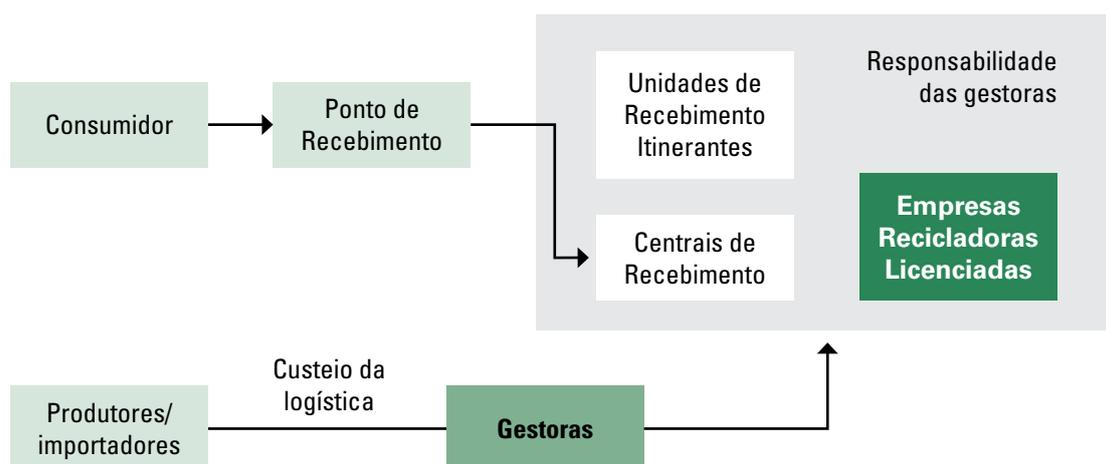 Consumidor
Ponto de
Recebimento
Unidades de
Recebimento
Itinerantes
Centrais de
Recebimento
Responsabilidade
das gestoras
Empresas
Recicladoras
Licenciadas
Produtores/
importadores
Custeio da
logística
Gestoras